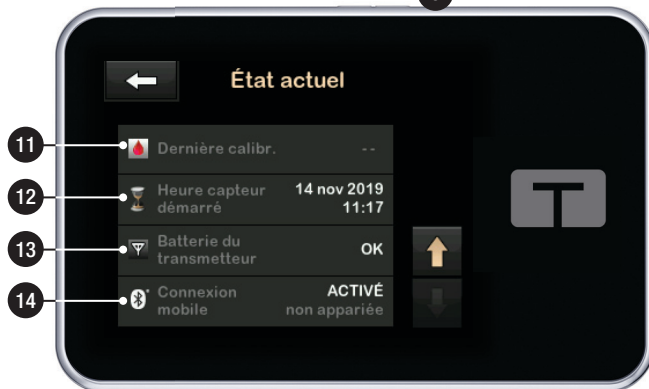 État actuel
11 Dernière calibr. --
12 Heure capteur 14 nov 2019
démarré 11:17
13 Batterie du OK
transmetteur
14 Connexion ACTIVÉ
mobile non appariée